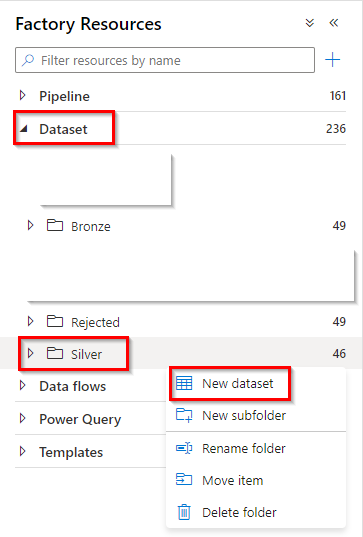 Factory Resources
Filter resources by name
Pipeline 161
Dataset 236
Bronze 49
Rejected 49
Silver 46
New dataset
Data flows
New subfolder
Power Query
Rename folder
Templates
Move item
Delete folder